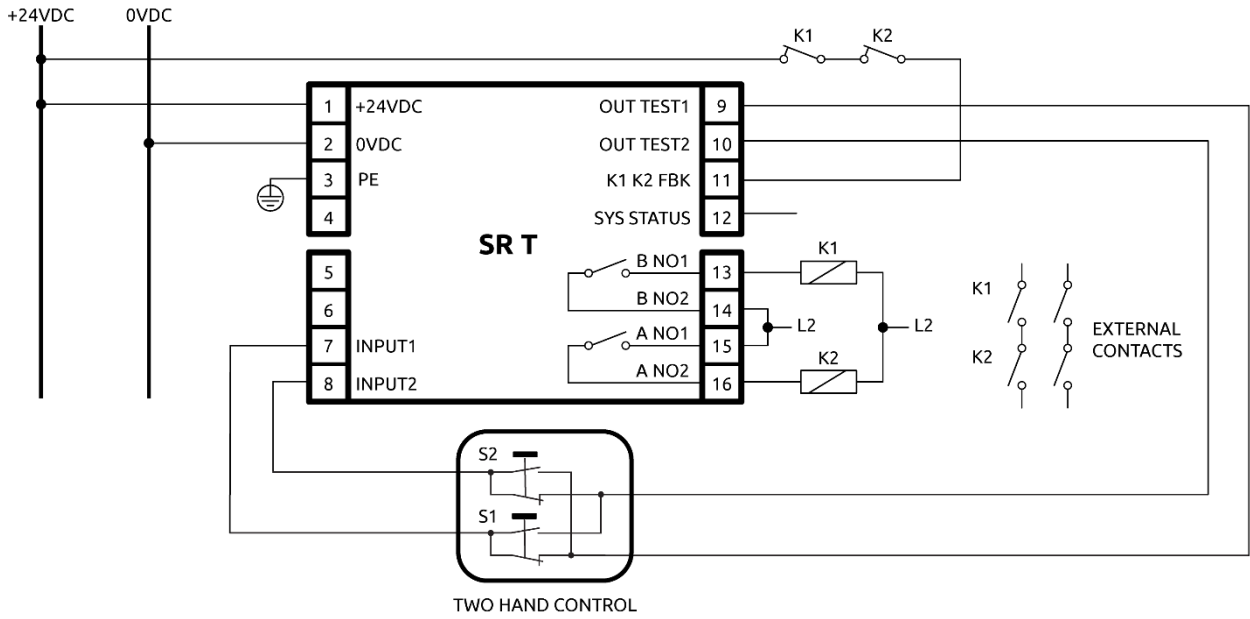 +24VDC
0VDC
K1
K2
1
+24VDC
OUT TEST1
9
2
0VDC
OUT TEST2
10
3
PE
K1 K2 FBK
11
4
SYS STATUS
12
SR T
5
B NO1
13
K1
6
B NO2
14
L2
L2
7
INPUT1
A NO1
15
8
INPUT2
A NO2
16
K2
K1
K2
EXTERNAL
CONTACTS
S2
S1
TWO HAND CONTROL